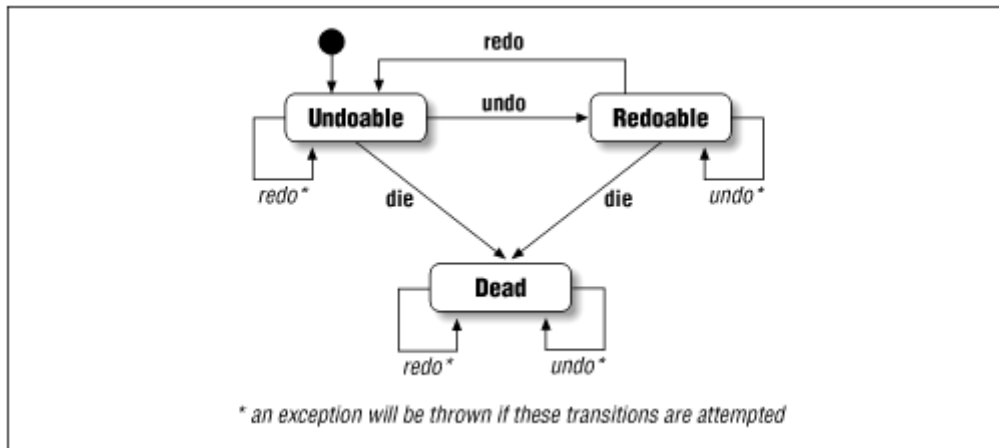 redo
Undoable
undo
Redoable
redo*
die
die
undo*
Dead
redo*
undo*
* an exception will be thrown if these transitions are attempted